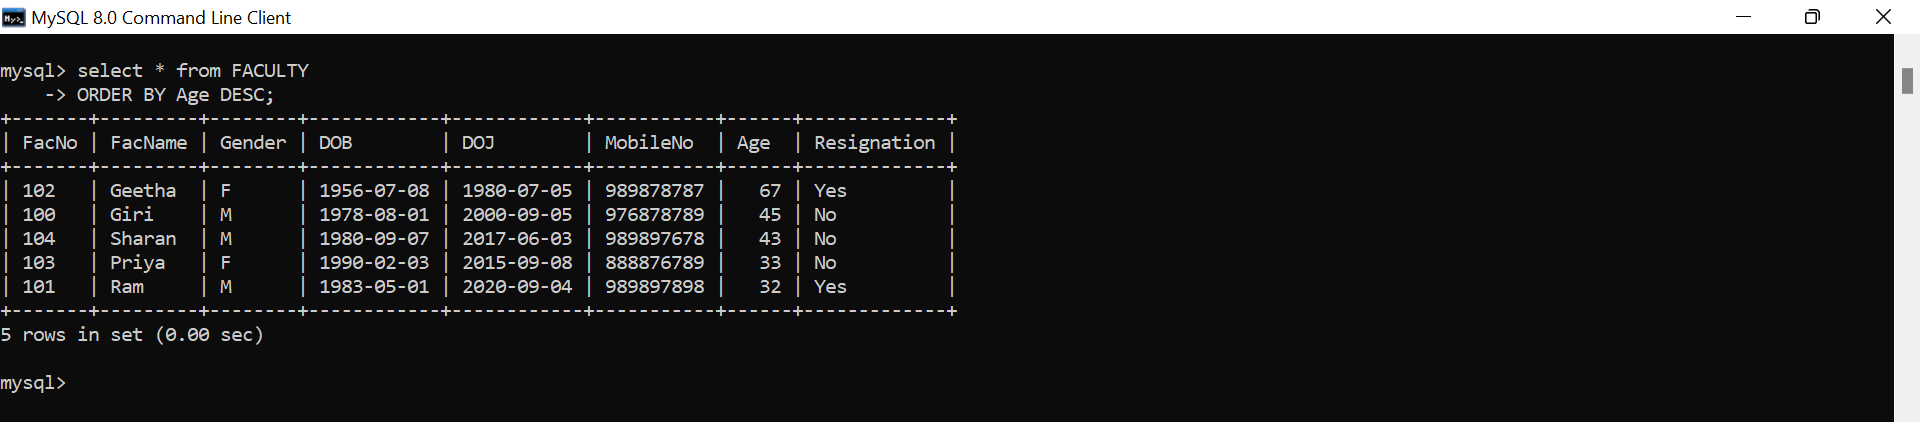 MySQL 8.0 Command Line Client
mysql> select * from FACULTY
    -> ORDER BY Age DESC;
+-------+---------+--------+------------+------------+-----------+------+-------------+
| FacNo | FacName | Gender | DOB        | DOJ        | MobileNo  | Age  | Resignation |
+-------+---------+--------+------------+------------+-----------+------+-------------+
| 102   | Geetha  | F      | 1956-07-08 | 1980-07-05 | 989878787 |   67 | Yes         |
| 100   | Giri    | M      | 1978-08-01 | 2000-09-05 | 976878789 |   45 | No          |
| 104   | Sharan  | M      | 1980-09-07 | 2017-06-03 | 989897678 |   43 | No          |
| 103   | Priya   | F      | 1990-02-03 | 2015-09-08 | 888876789 |   33 | No          |
| 101   | Ram     | M      | 1983-05-01 | 2020-09-04 | 989897898 |   32 | Yes         |
+-------+---------+--------+------------+------------+-----------+------+-------------+
5 rows in set (0.00 sec)
mysql>